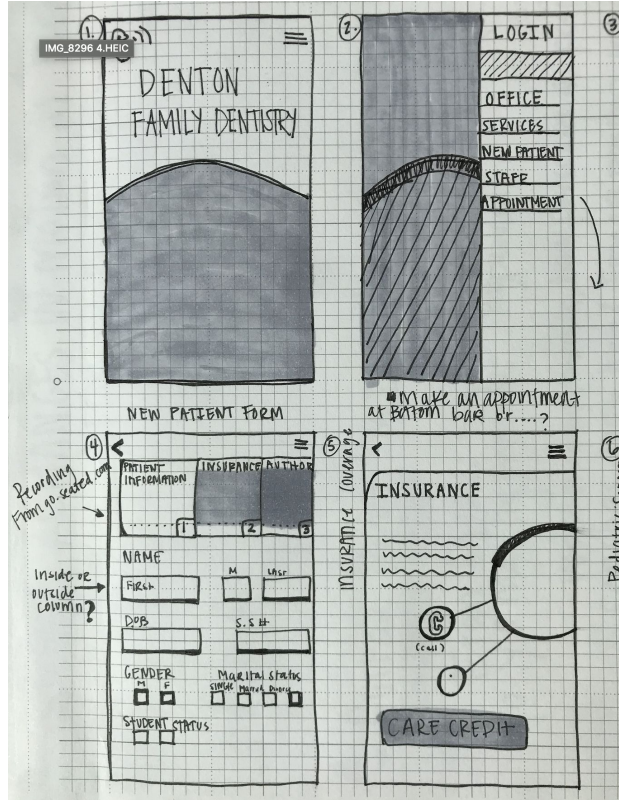 1.
IMG_8296 4.HEIC
DENTON
FAMILY DENTISTRY
2.
LOGIN
OFFICE
SERVICES
NEW PATIENT
STAFF
APPOINTMENT
3
Make an appointment
at Bottom bar or....?
NEW PATIENT FORM
4
<
PATIENT
INFORMATION
1
INSURANCE
2
AUTHOR
3
From go.seated.com
Inside or
outside
column?
NAME
FIRST
M
LAST
DOB
S.S#
GENDER
M F
Marital Status
SINGLE Married Divorce
STUDENT STATUS
5
Insurance Coverage
<
INSURANCE
C
(call)
CARE CREDIT
6